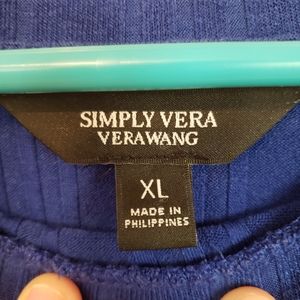 SIMPLY VERA
VERAWANG
XL
MADE IN
PHILIPPINES